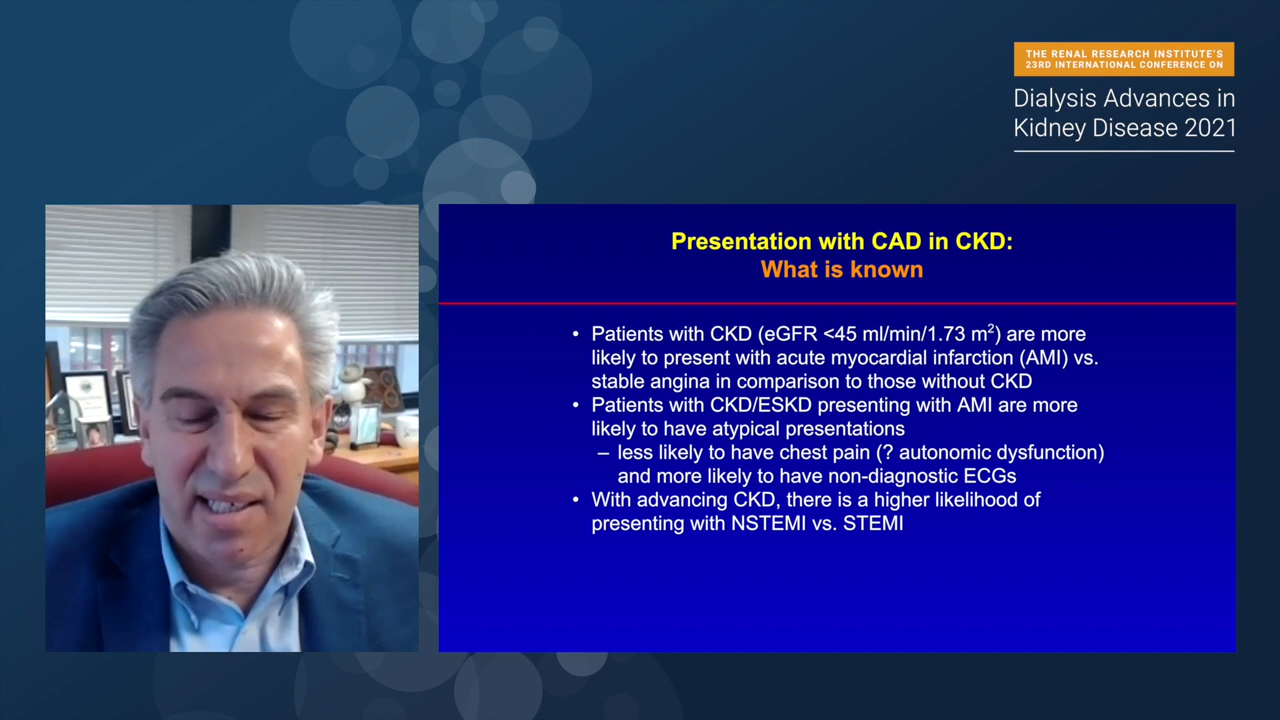 THE RENAL RESEARCH INSTITUTE'S
23RD INTERNATIONAL CONFERENCE ON
Dialysis Advances in
Kidney Disease 2021
Presentation with CAD in CKD:
What is known
• Patients with CKD (eGFR <45 ml/min/1.73 m²) are more
likely to present with acute myocardial infarction (AMI) vs.
stable angina in comparison to those without CKD
• Patients with CKD/ESKD presenting with AMI are more
likely to have atypical presentations
– less likely to have chest pain (? autonomic dysfunction)
and more likely to have non-diagnostic ECGs
• With advancing CKD, there is a higher likelihood of
presenting with NSTEMI vs. STEMI